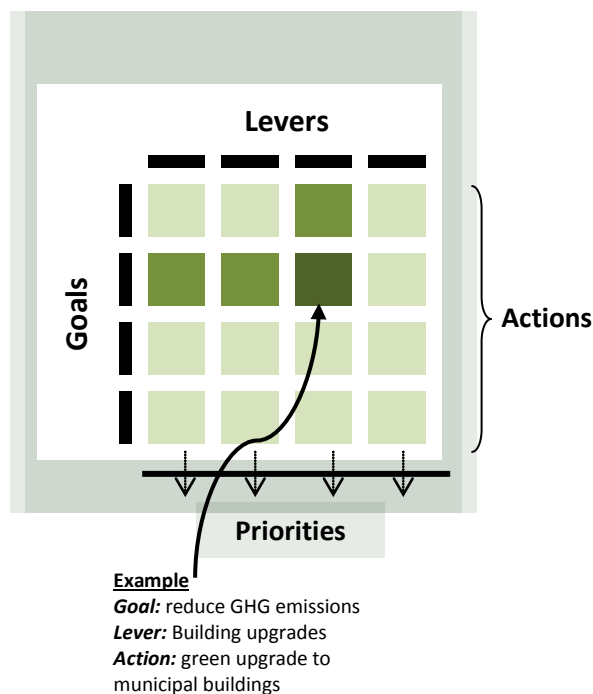 Levers
Goals
Actions
Priorities
Example
Goal: reduce GHG emissions
Lever: Building upgrades
Action: green upgrade to
municipal buildings